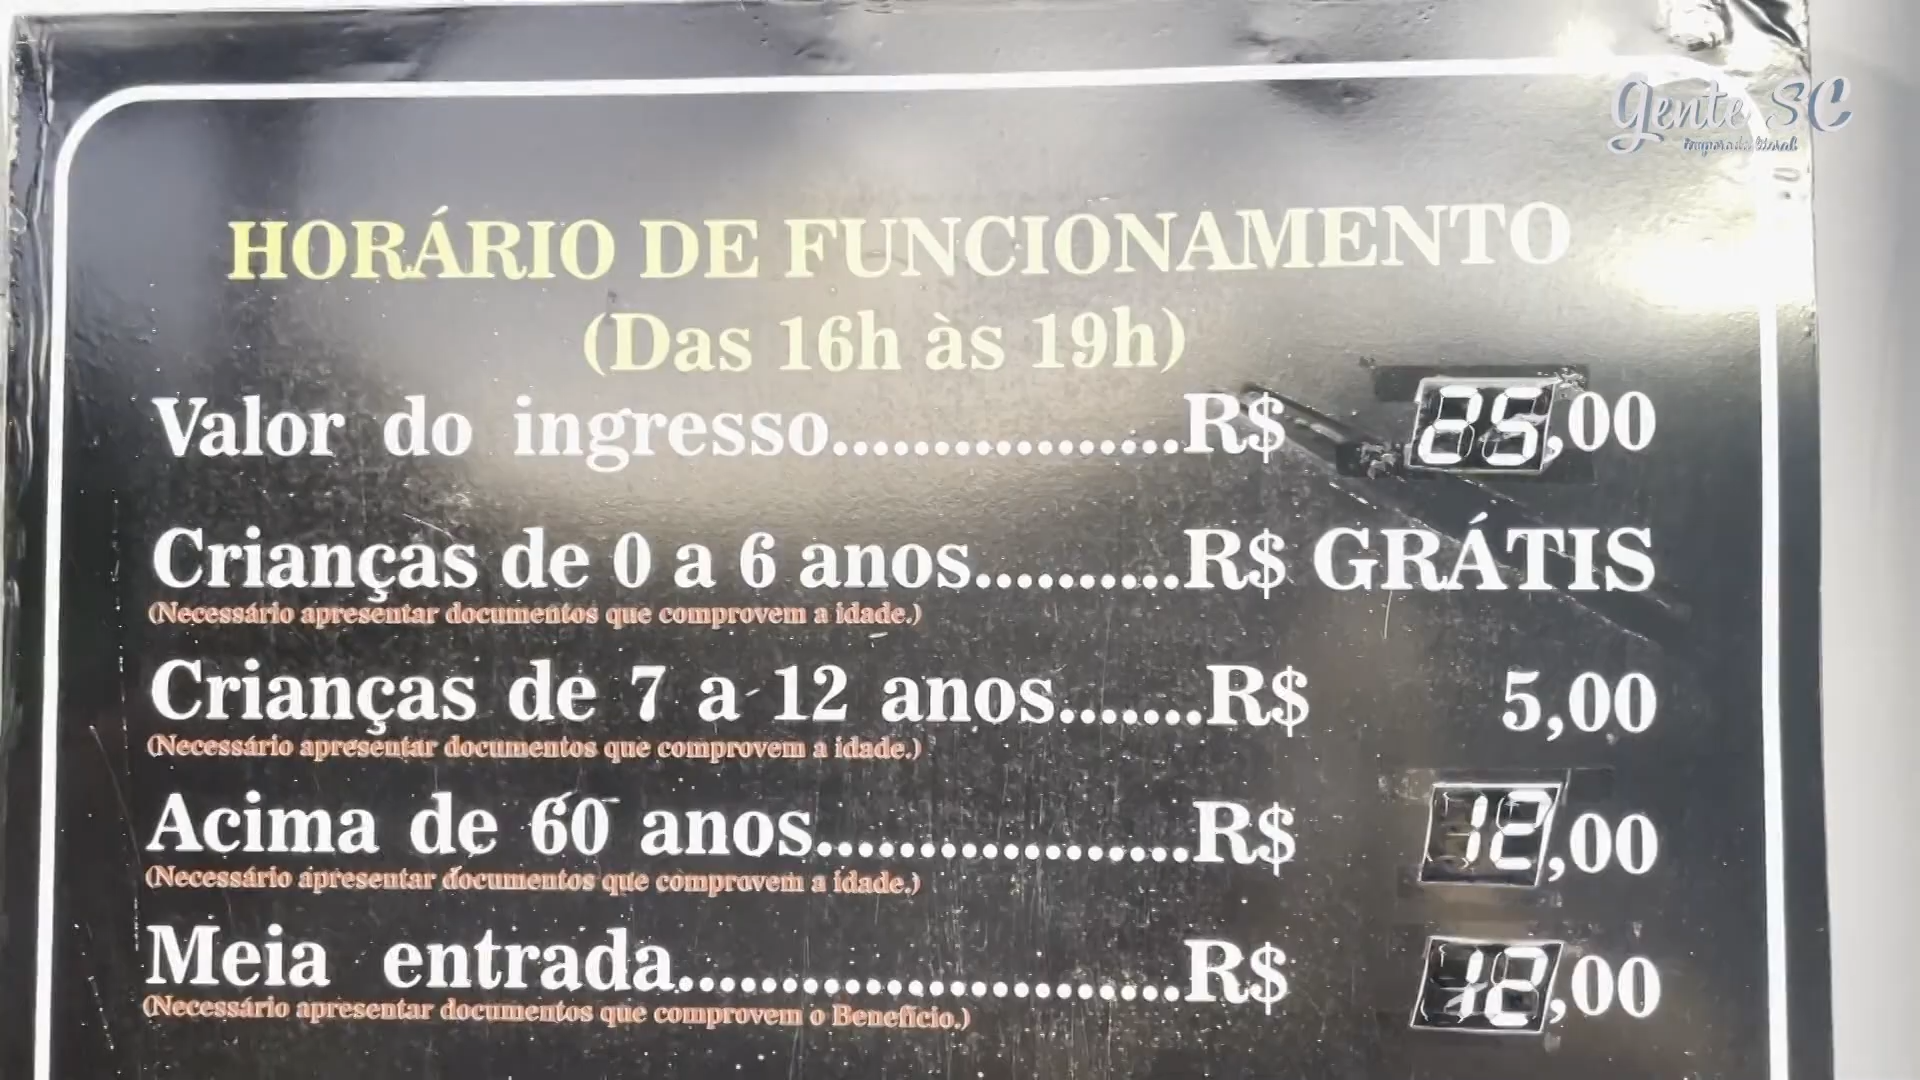 Gente SC
temporada litoral
HORÁRIO DE FUNCIONAMENTO
(Das 16h às 19h)
Valor do ingresso................R$ 25,00
Crianças de 0 a 6 anos..........R$ GRÁTIS
(Necessário apresentar documentos que comprovem a idade.)
Crianças de 7 a 12 anos.......R$ 5,00
(Necessário apresentar documentos que comprovem a idade.)
Acima de 60 anos..................R$ 12,00
(Necessário apresentar documentos que comprovem a idade.)
Meia entrada........................R$ 12,00
(Necessário apresentar documentos que comprovem o Benefício.)